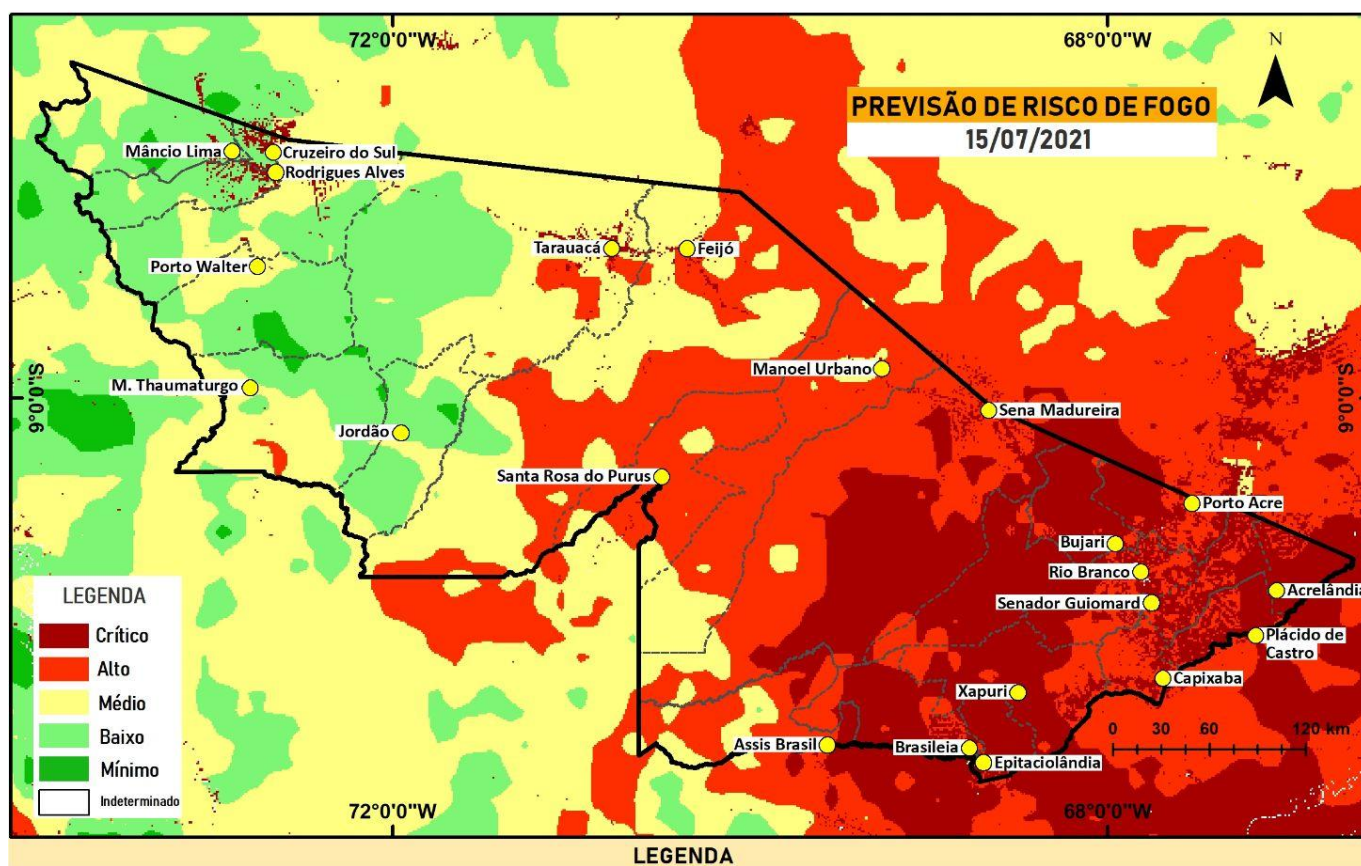 72°0'0"W
68°0'0"W
N
PREVISÃO DE RISCO DE FOGO
15/07/2021
Mâncio Lima
Cruzeiro do Sul
Rodrigues Alves
Tarauacá
Feijó
Porto Walter
Manoel Urbano
M. Thaumaturgo
9°0'0"S
9°0'0"S
Sena Madureira
Jordão
Santa Rosa do Purus
Porto Acre
Bujari
Rio Branco
Acrelândia
Senador Guiomard
Plácido de
Castro
Capixaba
Xapuri
Assis Brasil
Brasileia
Epitaciolândia
0 30 60 120 km
LEGENDA
Crítico
Alto
Médio
Baixo
Mínimo
Indeterminado
72°0'0"W
68°0'0"W
LEGENDA